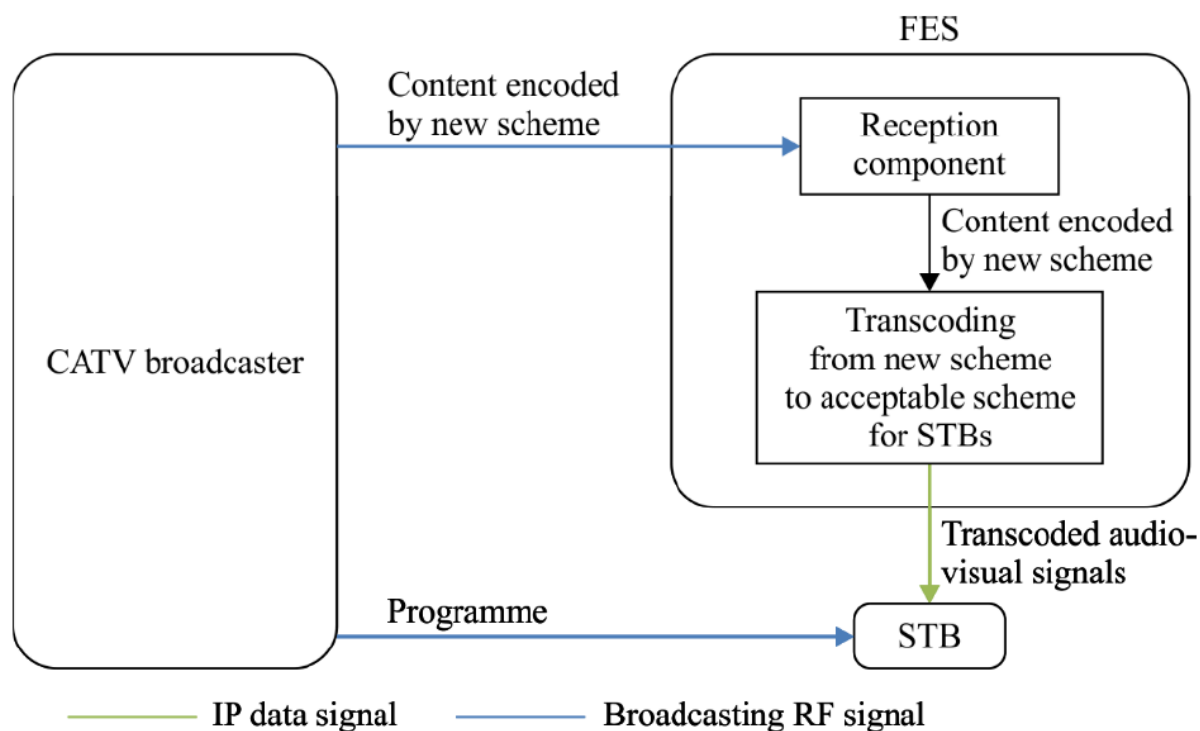 FES
Content encoded
by new scheme
Reception
component
Content encoded
by new scheme
CATV broadcaster
Transcoding
from new scheme
to acceptable scheme
for STBs
Transcoded audio-
visual signals
Programme
STB
IP data signal
Broadcasting RF signal